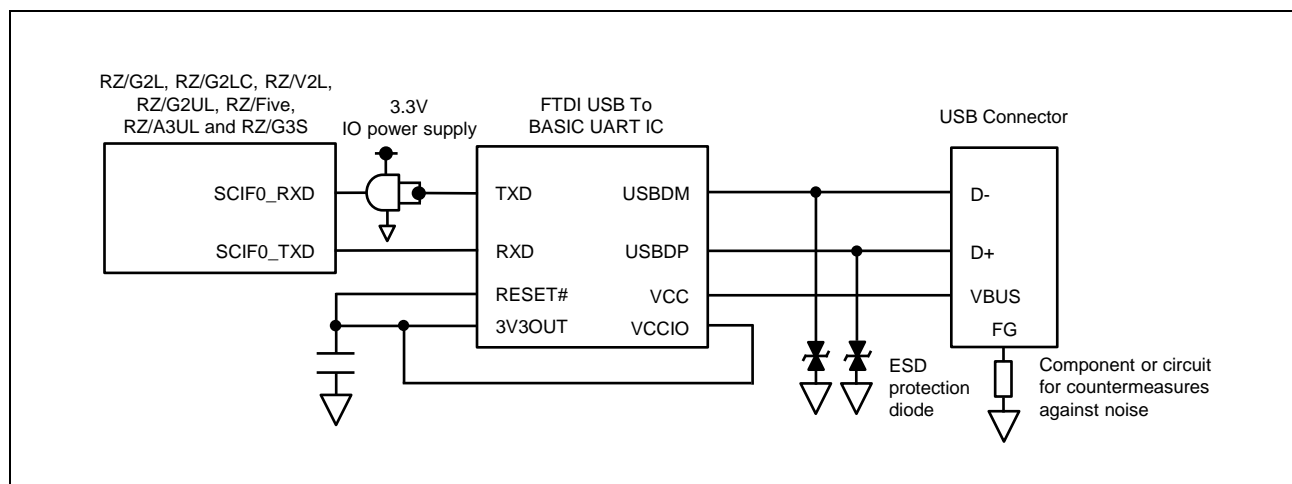 RZ/G2L, RZ/G2LC, RZ/V2L,
RZ/G2UL, RZ/Five,
RZ/A3UL and RZ/G3S
3.3V
IO power supply
FTDI USB To
BASIC UART IC
USB Connector
SCIF0_RXD
SCIF0_TXD
TXD
RXD
RESET#
3V3OUT
USBDM
USBDP
VCC
VCCIO
D-
D+
VBUS
FG
ESD
protection
diode
Component or circuit
for countermeasures
against noise